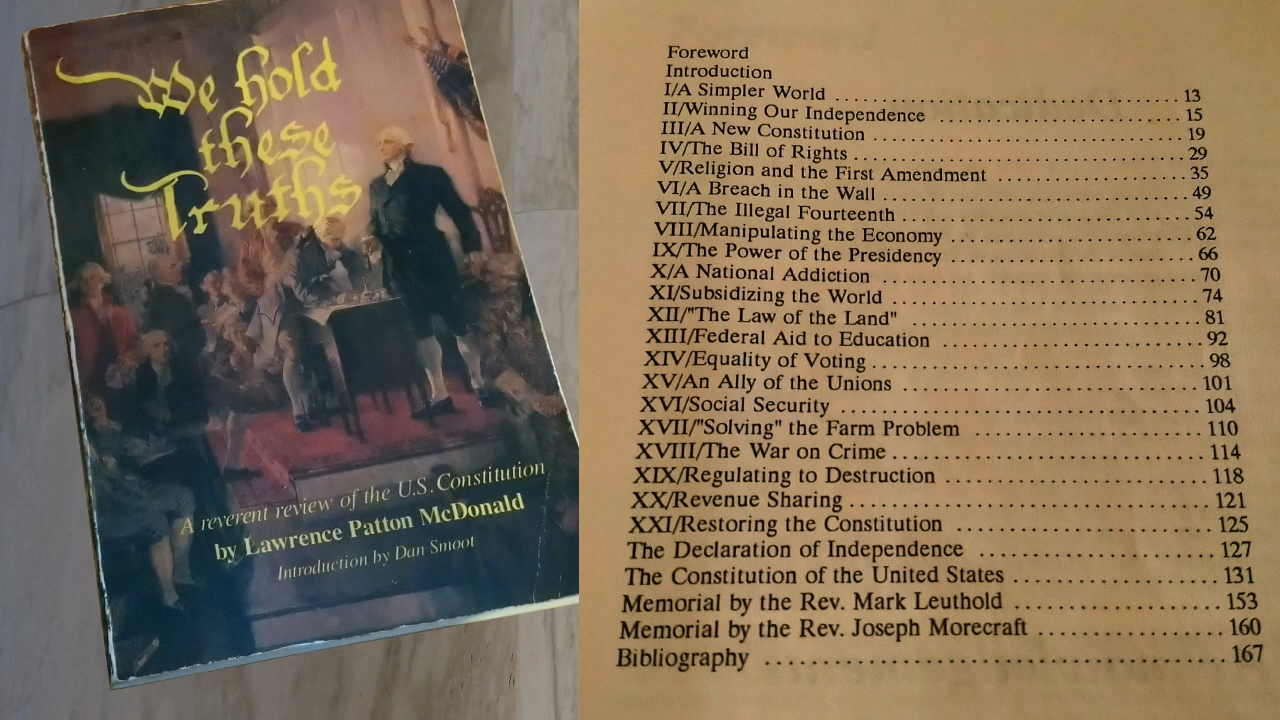 We hold
these
Truths
A reverent review of the U.S. Constitution
by Lawrence Patton McDonald
Introduction by Dan Smoot
Foreword
Introduction
I/A Simpler World ........................................ 13
II/Winning Our Independence ...................... 15
III/A New Constitution ................................. 19
IV/The Bill of Rights .................................... 29
V/Religion and the First Amendment .............. 35
VI/A Breach in the Wall ................................ 49
VII/The Illegal Fourteenth ............................. 54
VIII/Manipulating the Economy ..................... 62
IX/The Power of the Presidency ..................... 66
X/A National Addiction ................................ 70
XI/Subsidizing the World .............................. 74
XII/"The Law of the Land" ............................ 81
XIII/Federal Aid to Education ........................ 92
XIV/Equality of Voting ................................. 98
XV/An Ally of the Unions ............................. 101
XVI/Social Security ..................................... 104
XVII/"Solving" the Farm Problem ................... 110
XVIII/The War on Crime .............................. 114
XIX/Regulating to Destruction ....................... 118
XX/Revenue Sharing .................................... 121
XXI/Restoring the Constitution ...................... 125
The Declaration of Independence .................... 127
The Constitution of the United States ............... 131
Memorial by the Rev. Mark Leuthold ............... 153
Memorial by the Rev. Joseph Morecraft ............ 160
Bibliography ................................................ 167